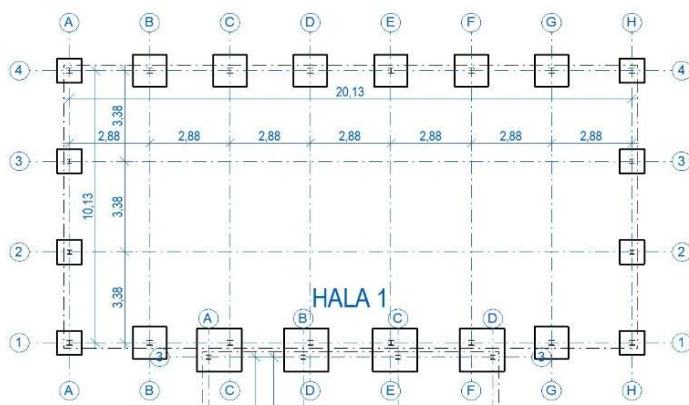 A B C D E F G H
4 4
20,13
3,38
2,88 2,88 2,88 2,88 2,88 2,88 2,88
3 3
10,13
3,38
2 2
3,38
HALA 1
A B C D
1 1
3 3
A B C D E F G H